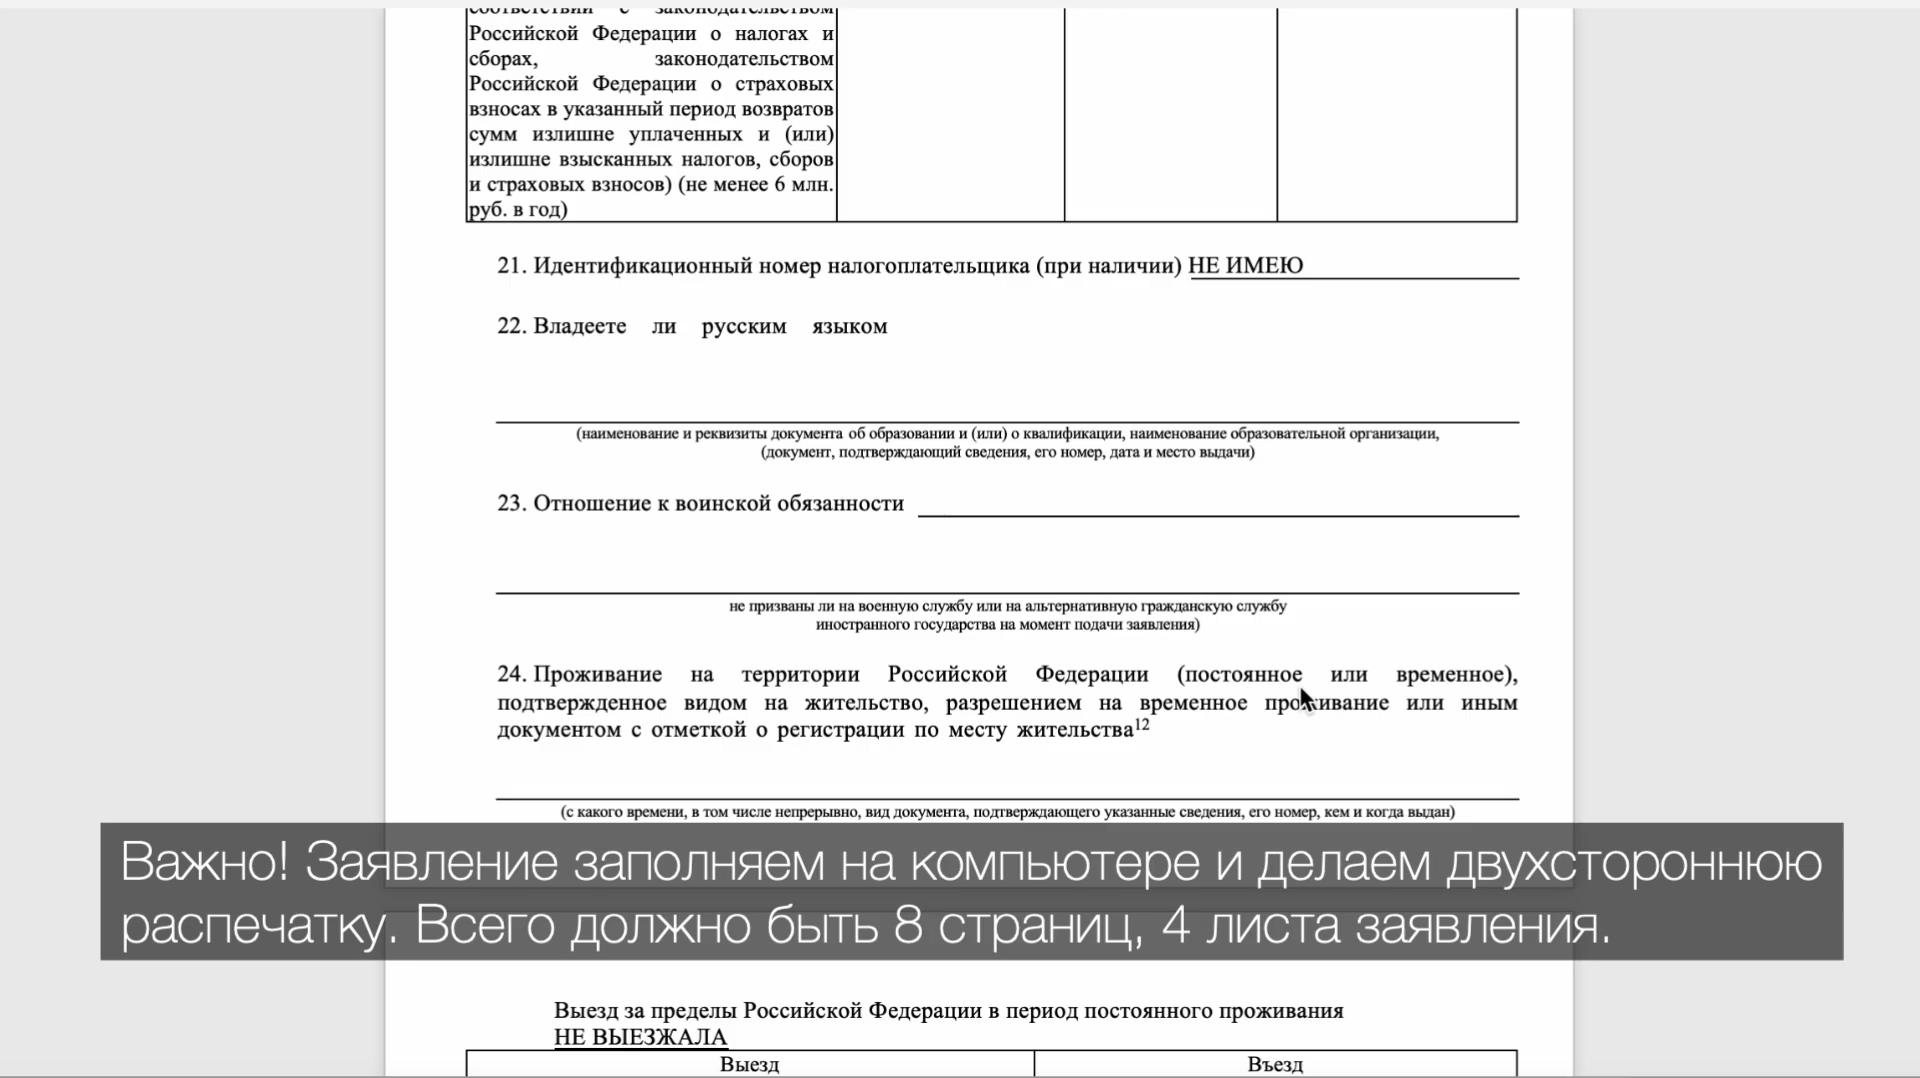 соответствии с законодательством
Российской Федерации о налогах и
сборах, законодательством
Российской Федерации о страховых
взносах в указанный период возвратов
сумм излишне уплаченных и (или)
излишне взысканных налогов, сборов
и страховых взносов) (не менее 6 млн.
руб. в год)
21. Идентификационный номер налогоплательщика (при наличии) НЕ ИМЕЮ
22. Владеете ли русским языком
(наименование и реквизиты документа об образовании и (или) о квалификации, наименование образовательной организации,
(документ, подтверждающий сведения, его номер, дата и место выдачи)
23. Отношение к воинской обязанности
не призваны ли на военную службу или на альтернативную гражданскую службу
иностранного государства на момент подачи заявления)
24. Проживание на территории Российской Федерации (постоянное или временное),
подтвержденное видом на жительство, разрешением на временное проживание или иным
документом с отметкой о регистрации по месту жительства12
(с какого времени, в том числе непрерывно, вид документа, подтверждающего указанные сведения, его номер, кем и когда выдан)
Важно! Заявление заполняем на компьютере и делаем двухстороннюю
распечатку. Всего должно быть 8 страниц, 4 листа заявления.
Выезд за пределы Российской Федерации в период постоянного проживания
НЕ ВЫЕЗЖАЛА
Выезд Въезд